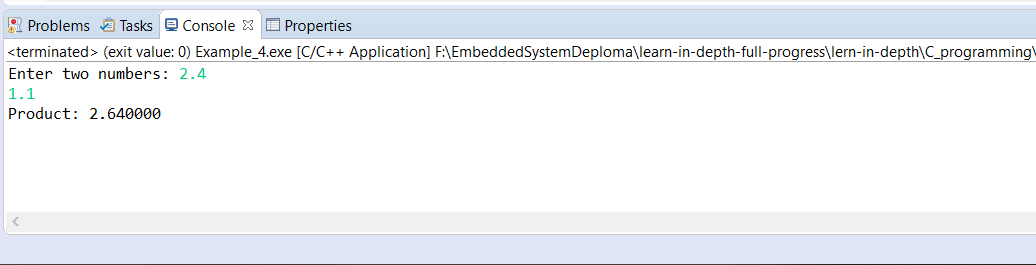 Problems Tasks Console Properties
<terminated> (exit value: 0) Example_4.exe [C/C++ Application] F:\EmbeddedSystemDeploma\learn-in-depth-full-progress\lern-in-depth\C_programming\
Enter two numbers: 2.4
1.1
Product: 2.640000